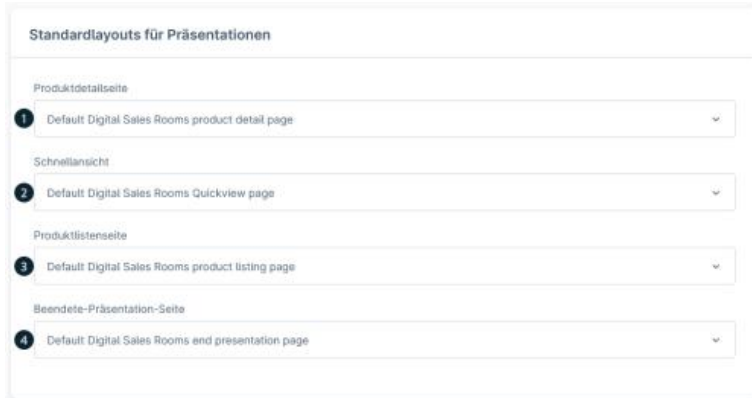 Standardlayouts für Präsentationen
Produktdetailseite
1 Default Digital Sales Rooms product detail page
Schnellansicht
2 Default Digital Sales Rooms Quickview page
Produktlistenseite
3 Default Digital Sales Rooms product listing page
Beendete-Präsentation-Seite
4 Default Digital Sales Rooms end presentation page